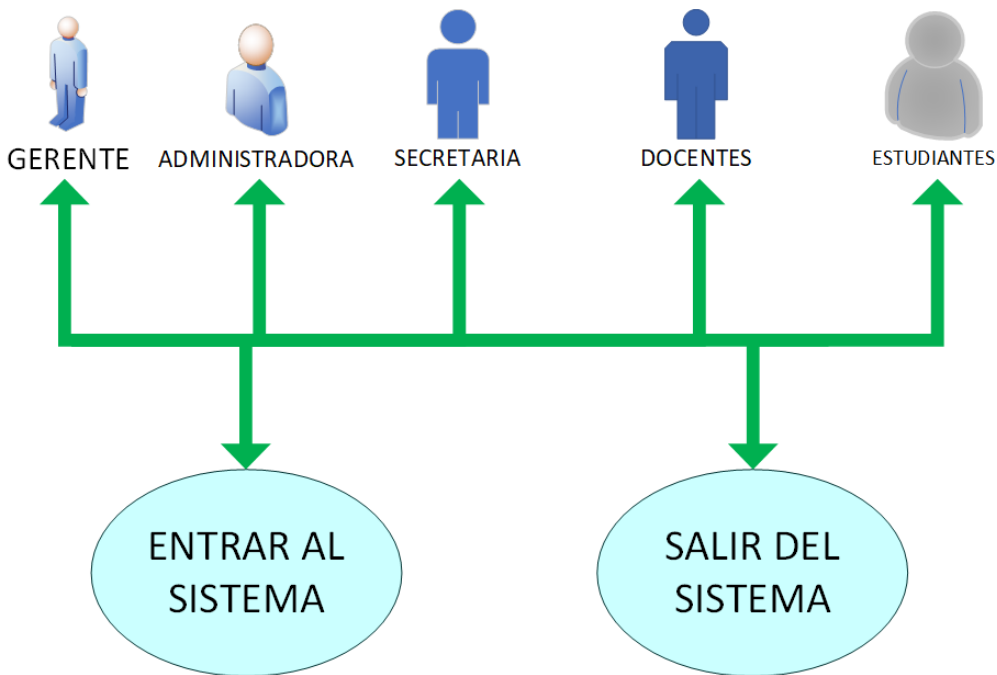 GERENTE
ADMINISTRADORA
SECRETARIA
DOCENTES
ESTUDIANTES
ENTRAR AL
SISTEMA
SALIR DEL
SISTEMA